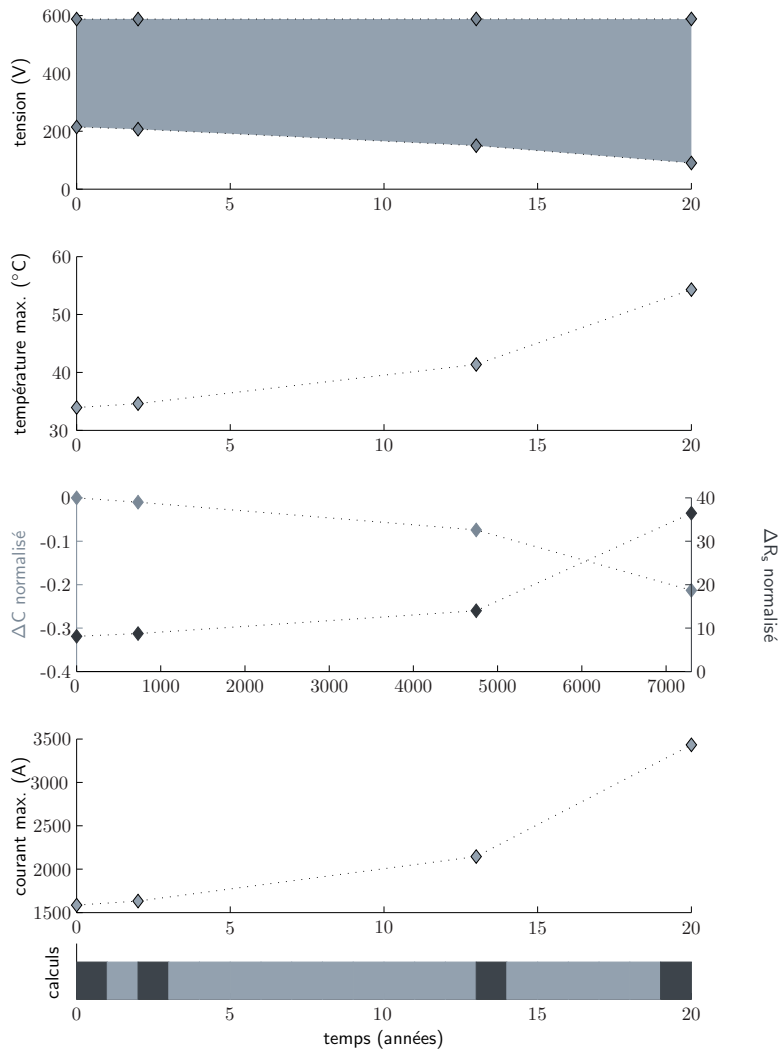 600
400
200
0
tension (V)
0 5 10 15 20
60
50
40
30
température max. (°C)
0 5 10 15 20
0
-0.1
-0.2
-0.3
-0.4
ΔC normalisé
40
30
20
10
0
ΔRs normalisé
0 1000 2000 3000 4000 5000 6000 7000
3500
3000
2500
2000
1500
courant max. (A)
0 5 10 15 20
calculs
0 5 10 15 20
temps (années)